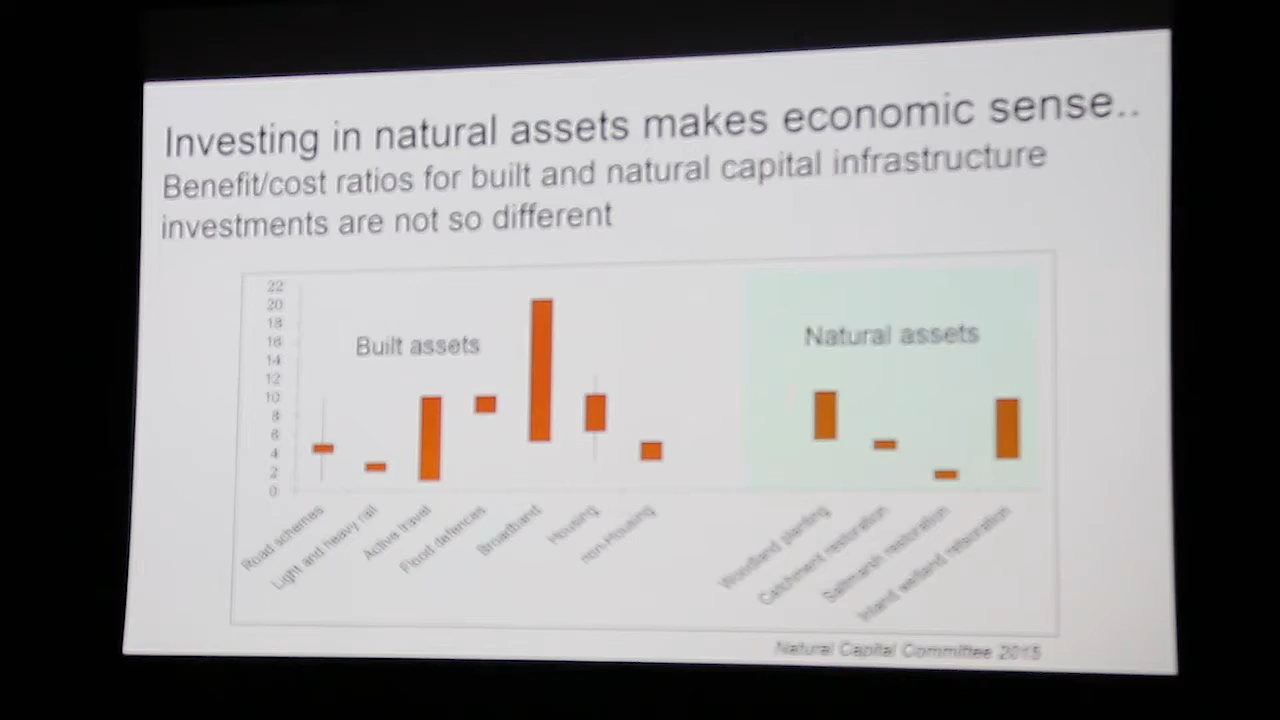 Investing in natural assets makes economic sense..
Benefit/cost ratios for built and natural capital infrastructure
investments are not so different
22
20
18
16
14
12
10
8
6
4
2
0
Built assets
Natural assets
Road schemes
Light and heavy rail
Active travel
Flood defences
Broadband
Housing
non-Housing
Woodland planting
Catchment restoration
Saltmarsh restoration
Inland wetland
Natural Capital Committee 2015